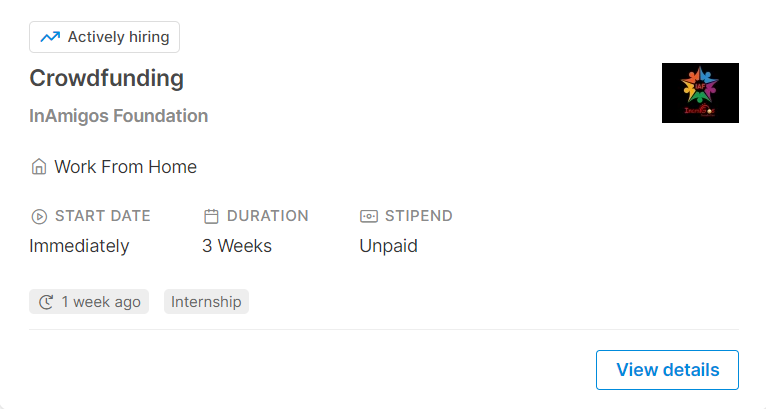 Actively hiring
Crowdfunding
InAmigos Foundation
IAF
Work From Home
START DATE DURATION STIPEND
Immediately 3 Weeks Unpaid
1 week ago Internship
View details